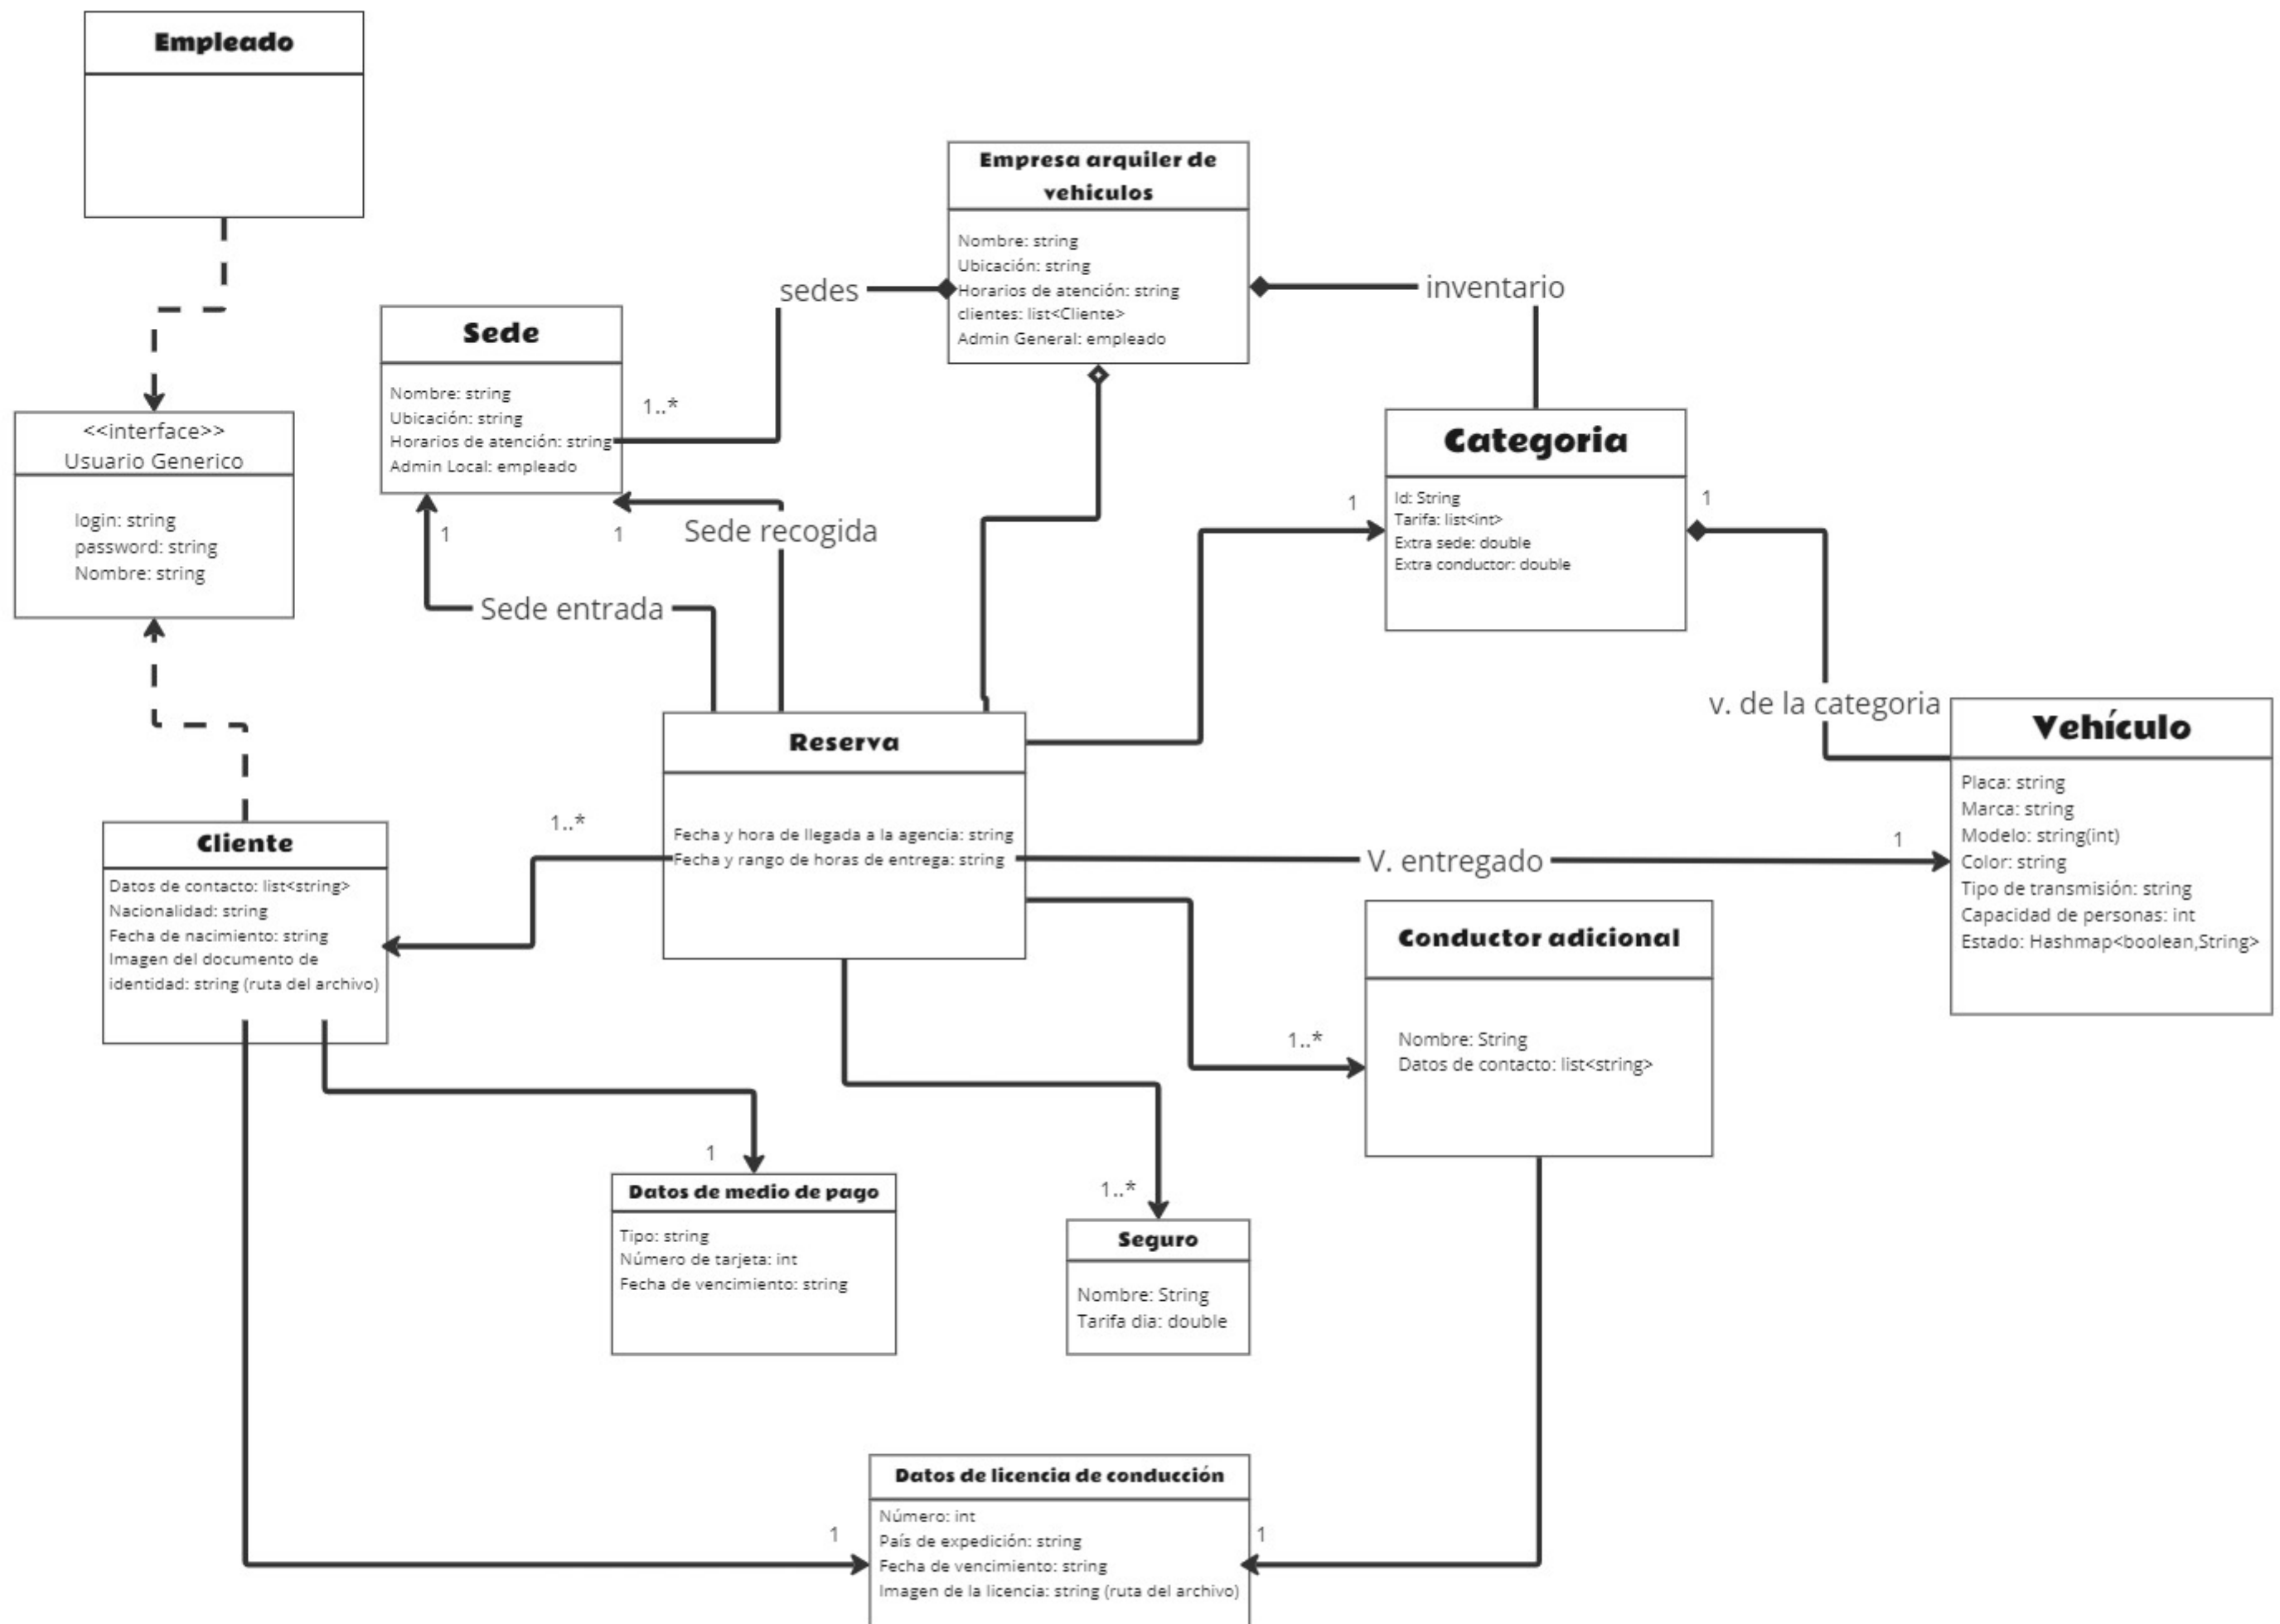 Empleado
Empresa arquiler de
vehiculos
Nombre: string
Ubicación: string
Horarios de atención: string
clientes: list<Cliente>
Admin General: empleado
sedes
inventario
Sede
Nombre: string
Ubicación: string
Horarios de atención: string
Admin Local: empleado
1..*
<<interface>>
Usuario Generico
login: string
password: string
Nombre: string
Categoria
Id: String
Tarifa: list<int>
Extra sede: double
Extra conductor: double
1
1
1
1
Sede recogida
Sede entrada
v. de la categoria
Vehículo
Placa: string
Marca: string
Modelo: string(int)
Color: string
Tipo de transmisión: string
Capacidad de personas: int
Estado: Hashmap<boolean,String>
Reserva
Fecha y hora de llegada a la agencia: string
Fecha y rango de horas de entrega: string
1..*
V. entregado
1
Cliente
Datos de contacto: list<string>
Nacionalidad: string
Fecha de nacimiento: string
Imagen del documento de
identidad: string (ruta del archivo)
Conductor adicional
Nombre: String
Datos de contacto: list<string>
1..*
1
Datos de medio de pago
Tipo: string
Número de tarjeta: int
Fecha de vencimiento: string
1..*
Seguro
Nombre: String
Tarifa dia: double
Datos de licencia de conducción
Número: int
País de expedición: string
Fecha de vencimiento: string
Imagen de la licencia: string (ruta del archivo)
1
1